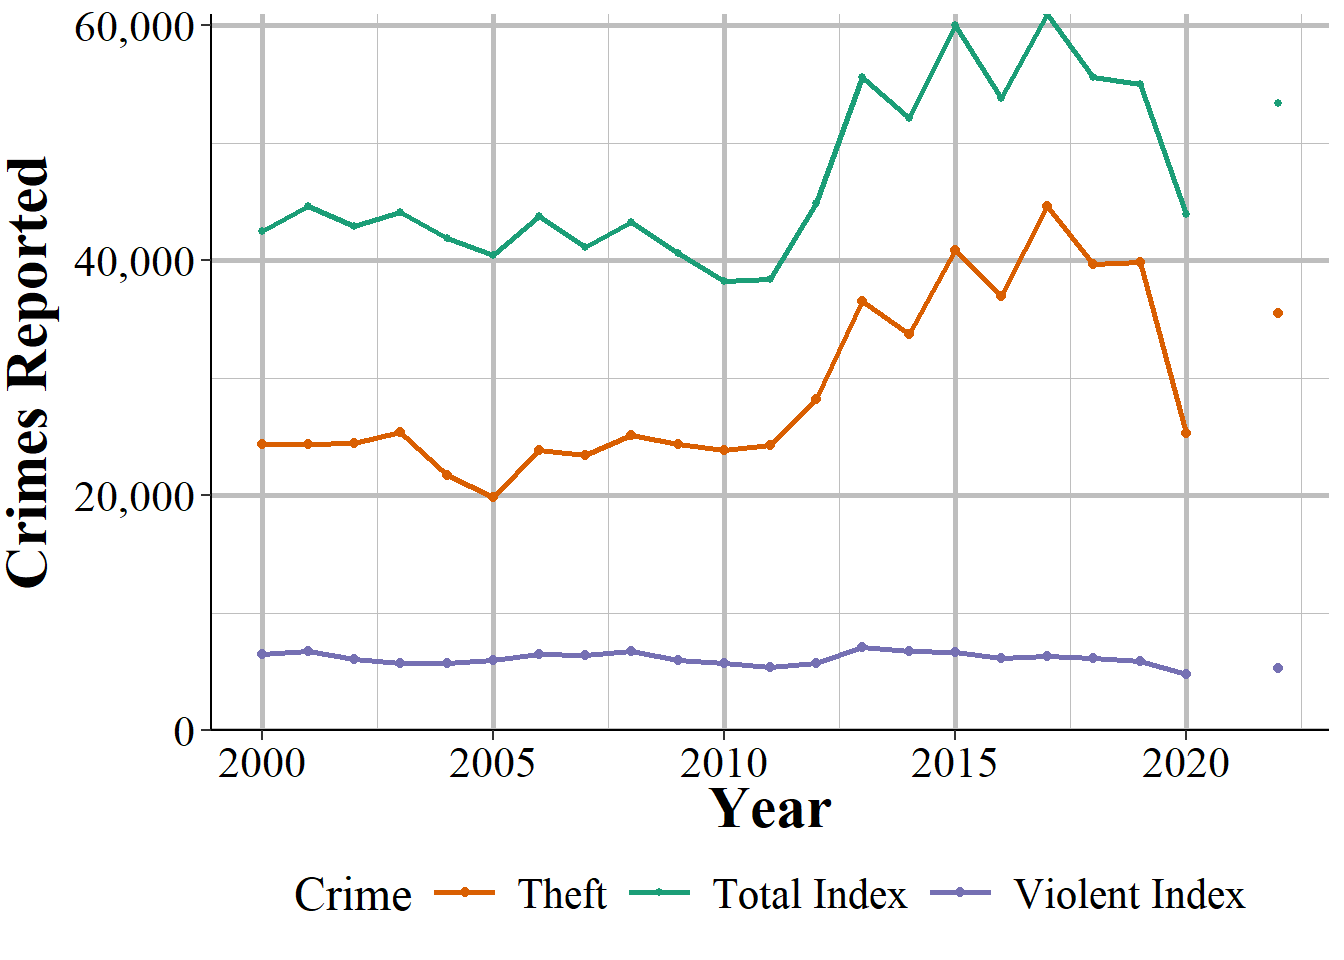 60,000
40,000
20,000
0
Crimes Reported
2000 2005 2010 2015 2020
Year
Crime Theft Total Index Violent Index